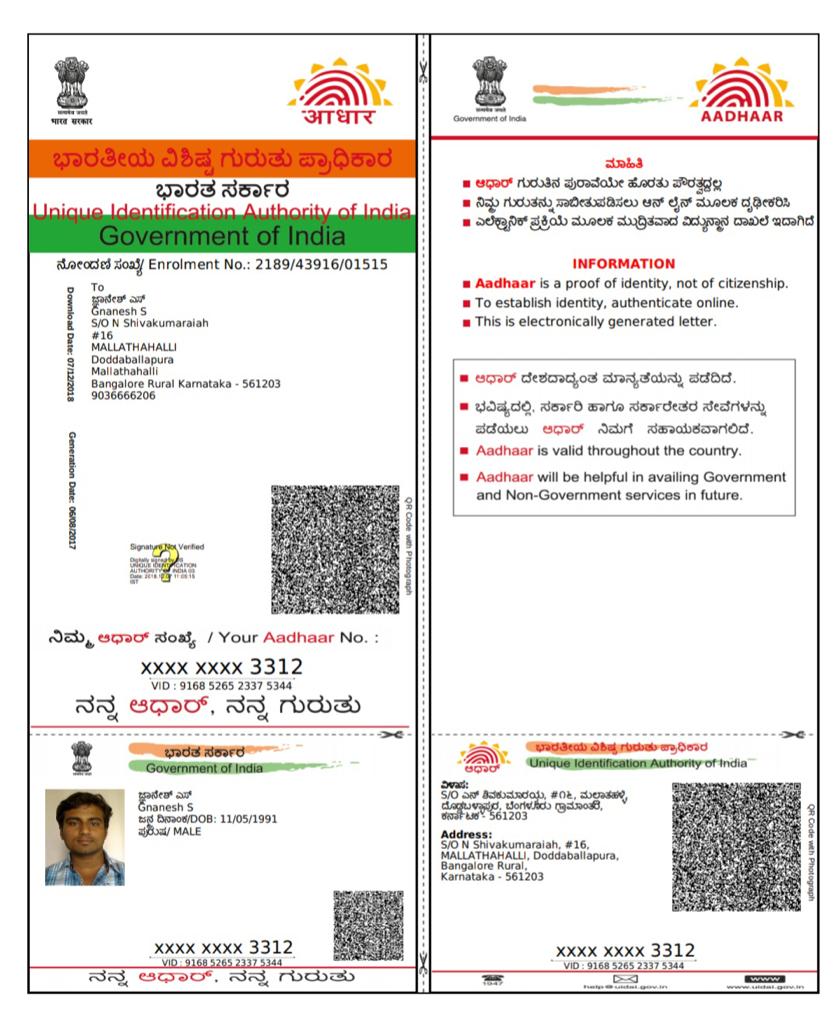 भारत सरकार
आधार
ಭಾರತೀಯ ವಿಶಿಷ್ಟ ಗುರುತು ಪ್ರಾಧಿಕಾರ
ಭಾರತ ಸರ್ಕಾರ
Unique Identification Authority of India
Government of India
ನೋಂದಣಿ ಸಂಖ್ಯೆ/ Enrolment No.: 2189/43916/01515
Download Date: 07/12/2018
Generation Date: 06/08/2017
To
ಜ್ಞಾನೇಶ್ ಎಸ್
Gnanesh S
S/O N Shivakumaraiah
#16
MALLATHAHALLI
Doddaballapura
Mallathahalli
Bangalore Rural Karnataka - 561203
9036666206
Signature Not Verified
Digitally signed by DS
UNIQUE IDENTIFICATION
AUTHORITY OF INDIA 03
Date: 2018.12.07 11:05:15
IST
QR Code with Photograph
ನಿಮ್ಮ ಆಧಾರ್ ಸಂಖ್ಯೆ / Your Aadhaar No. :
xxxx xxxx 3312
VID : 9168 5265 2337 5344
ನನ್ನ ಆಧಾರ್, ನನ್ನ ಗುರುತು
ಭಾರತ ಸರ್ಕಾರ
Government of India
ಜ್ಞಾನೇಶ್ ಎಸ್
Gnanesh S
ಜನ್ಮ ದಿನಾಂಕ/DOB: 11/05/1991
ಪುರುಷ/ MALE
xxxx xxxx 3312
VID : 9168 5265 2337 5344
ನನ್ನ ಆಧಾರ್, ನನ್ನ ಗುರುತು
Government of India
AADHAAR
ಮಾಹಿತಿ
ಆಧಾರ್ ಗುರುತಿನ ಪುರಾವೆಯೇ ಹೊರತು ಪೌರತ್ವದ್ದಲ್ಲ
ನಿಮ್ಮ ಗುರುತನ್ನು ಸಾಬೀತುಪಡಿಸಲು ಆನ್ ಲೈನ್ ಮೂಲಕ ದೃಢೀಕರಿಸಿ
ಎಲೆಕ್ಟ್ರಾನಿಕ್ ಪ್ರಕ್ರಿಯೆ ಮೂಲಕ ಮುದ್ರಿತವಾದ ವಿದ್ಯುನ್ಮಾನ ದಾಖಲೆ ಇದಾಗಿದೆ
INFORMATION
Aadhaar is a proof of identity, not of citizenship.
To establish identity, authenticate online.
This is electronically generated letter.
ಆಧಾರ್ ದೇಶದಾದ್ಯಂತ ಮಾನ್ಯತೆಯನ್ನು ಪಡೆದಿದೆ.
ಭವಿಷ್ಯದಲ್ಲಿ, ಸರ್ಕಾರಿ ಹಾಗೂ ಸರ್ಕಾರೇತರ ಸೇವೆಗಳನ್ನು
ಪಡೆಯಲು ಆಧಾರ್ ನಿಮಗೆ ಸಹಾಯಕವಾಗಲಿದೆ.
Aadhaar is valid throughout the country.
Aadhaar will be helpful in availing Government
and Non-Government services in future.
ಆಧಾರ್
ಭಾರತೀಯ ವಿಶಿಷ್ಟ ಗುರುತು ಪ್ರಾಧಿಕಾರ
Unique Identification Authority of India
ವಿಳಾಸ:
S/O ಎನ್ ಶಿವಕುಮಾರಯ್ಯ, #೧೬, ಮಲ್ಲಾತಹಳ್ಳಿ,
ದೊಡ್ಡಬಳ್ಳಾಪುರ, ಬೆಂಗಳೂರು ಗ್ರಾಮಾಂತರ,
ಕರ್ನಾಟಕ - 561203
Address:
S/O N Shivakumaraiah, #16,
MALLATHAHALLI, Doddaballapura,
Bangalore Rural,
Karnataka - 561203
QR Code with Photograph
xxxx xxxx 3312
VID : 9168 5265 2337 5344
1947
help@uidai.gov.in
www
www.uidai.gov.in